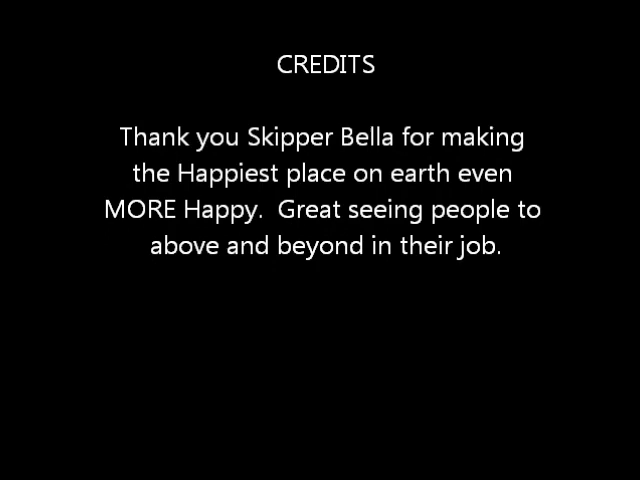 CREDITS
Thank you Skipper Bella for making
the Happiest place on earth even
MORE Happy.  Great seeing people to
above and beyond in their job.